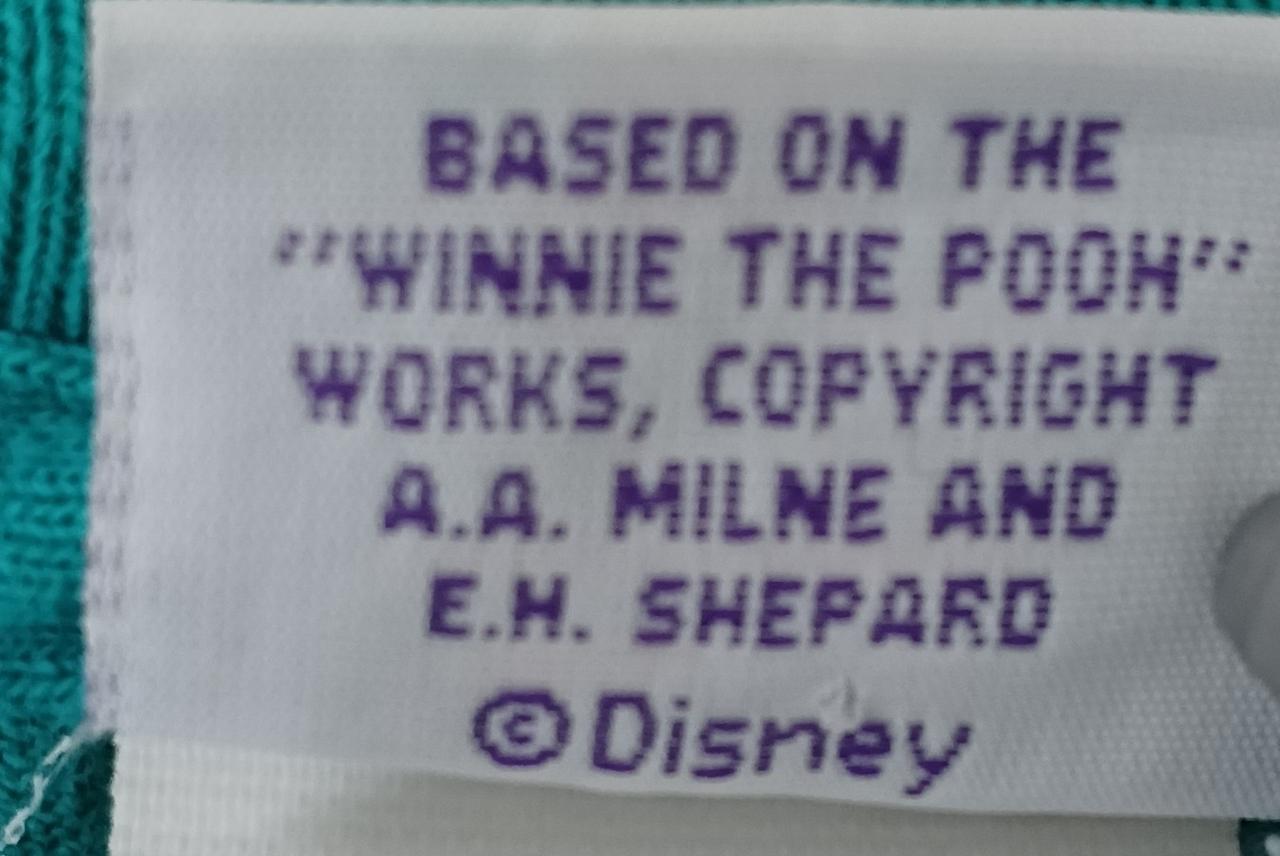 BASED ON THE
"WINNIE THE POOH"
WORKS, COPYRIGHT
A.A. MILNE AND
E.H. SHEPARD
©Disney